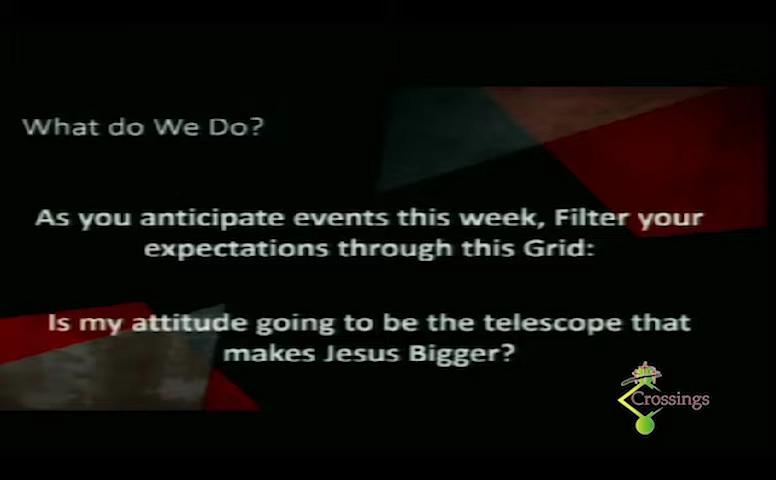 What do We Do?
As you anticipate events this week, Filter your
expectations through this Grid:
Is my attitude going to be the telescope that
makes Jesus Bigger?
Crossings